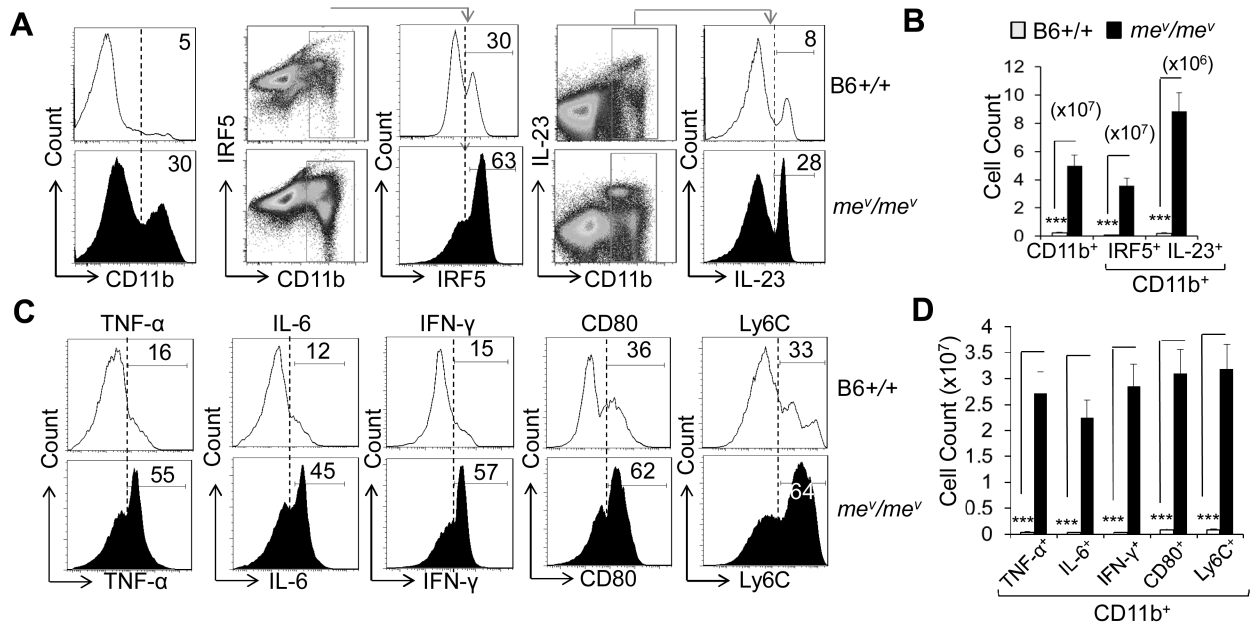 A
5
30
8
B6+/+
Count
IRF5
Count
IL-23
Count
30
63
28
meᵛ/meᵛ
CD11b
CD11b
IRF5
CD11b
IL-23
B
B6+/+ meᵛ/meᵛ
12
10
8
6
4
2
0
Cell Count
(x10⁷)
(x10⁷)
(x10⁶)
***
***
***
CD11b⁺
IRF5⁺
IL-23⁺
CD11b⁺
C
TNF-α
IL-6
IFN-γ
CD80
Ly6C
16
12
15
36
33
B6+/+
Count
Count
Count
Count
Count
55
45
57
62
64
meᵛ/meᵛ
TNF-α
IL-6
IFN-γ
CD80
Ly6C
D
4
3.5
3
2.5
2
1.5
1
0.5
0
Cell Count (x10⁷)
***
***
***
***
***
TNF-α⁺
IL-6⁺
IFN-γ⁺
CD80⁺
Ly6C⁺
CD11b⁺